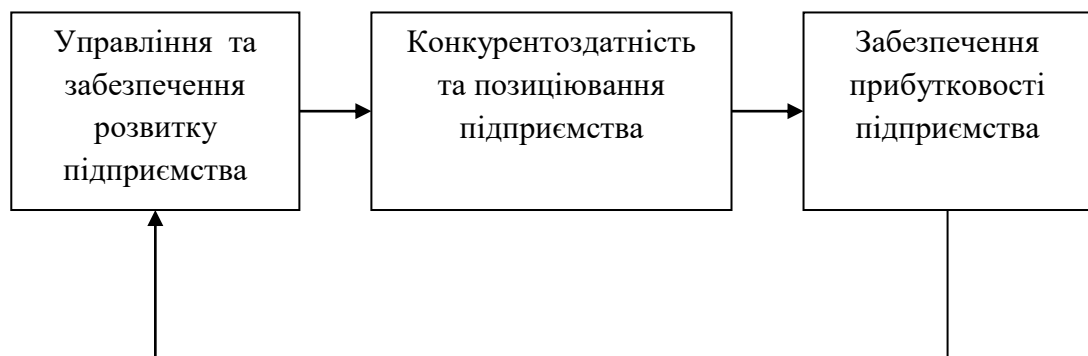 Управління та
забезпечення
розвитку
підприємства
Конкурентоздатність
та позиціювання
підприємства
Забезпечення
прибутковості
підприємства